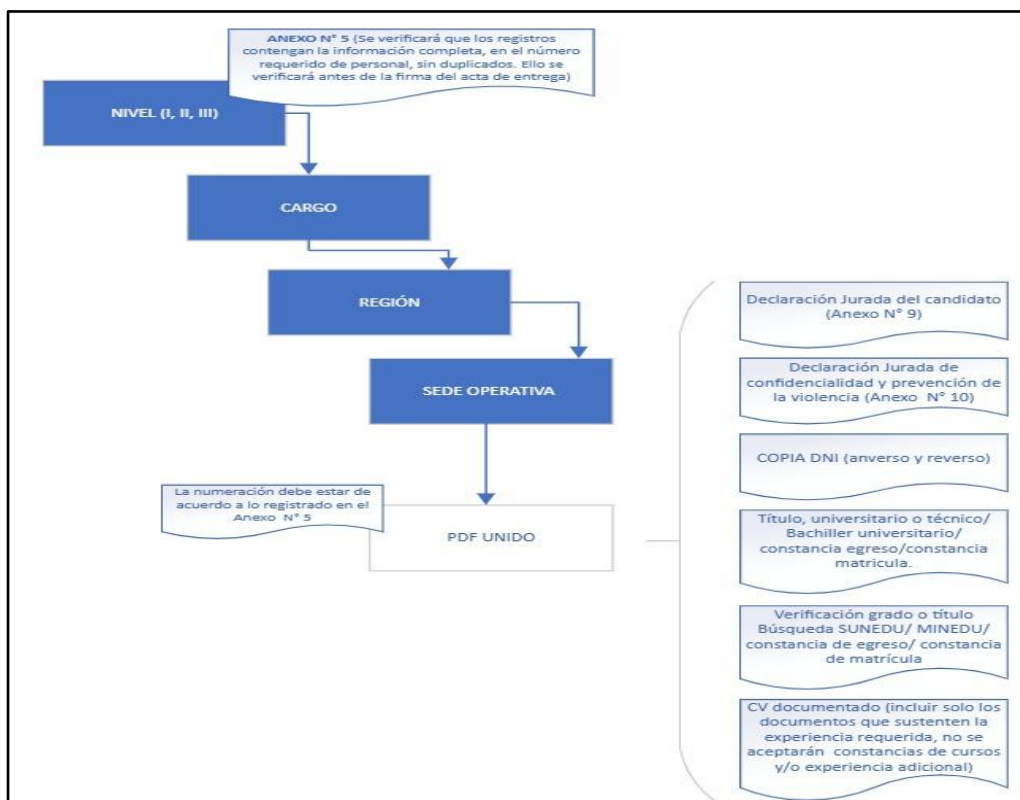 ANEXO N° 5 (Se verificará que los registros
contengan la información completa, en el número
requerido de personal, sin duplicados. Ello se
verificará antes de la firma del acta de entrega)
NIVEL (I, II, III)
CARGO
REGIÓN
SEDE OPERATIVA
La numeración debe estar de
acuerdo a lo registrado en el
Anexo N° 5
PDF UNIDO
Declaración Jurada del candidato
(Anexo N° 9)
Declaración Jurada de
confidencialidad y prevención de
la violencia (Anexo N° 10)
COPIA DNI (anverso y reverso)
Título, universitario o técnico/
Bachiller universitario/
constancia egreso/constancia
matricula.
Verificación grado o título
Búsqueda SUNEDU/ MINEDU/
constancia de egreso/ constancia
de matrícula
CV documentado (incluir solo los
documentos que sustenten la
experiencia requerida, no se
aceptarán constancias de cursos
y/o experiencia adicional)